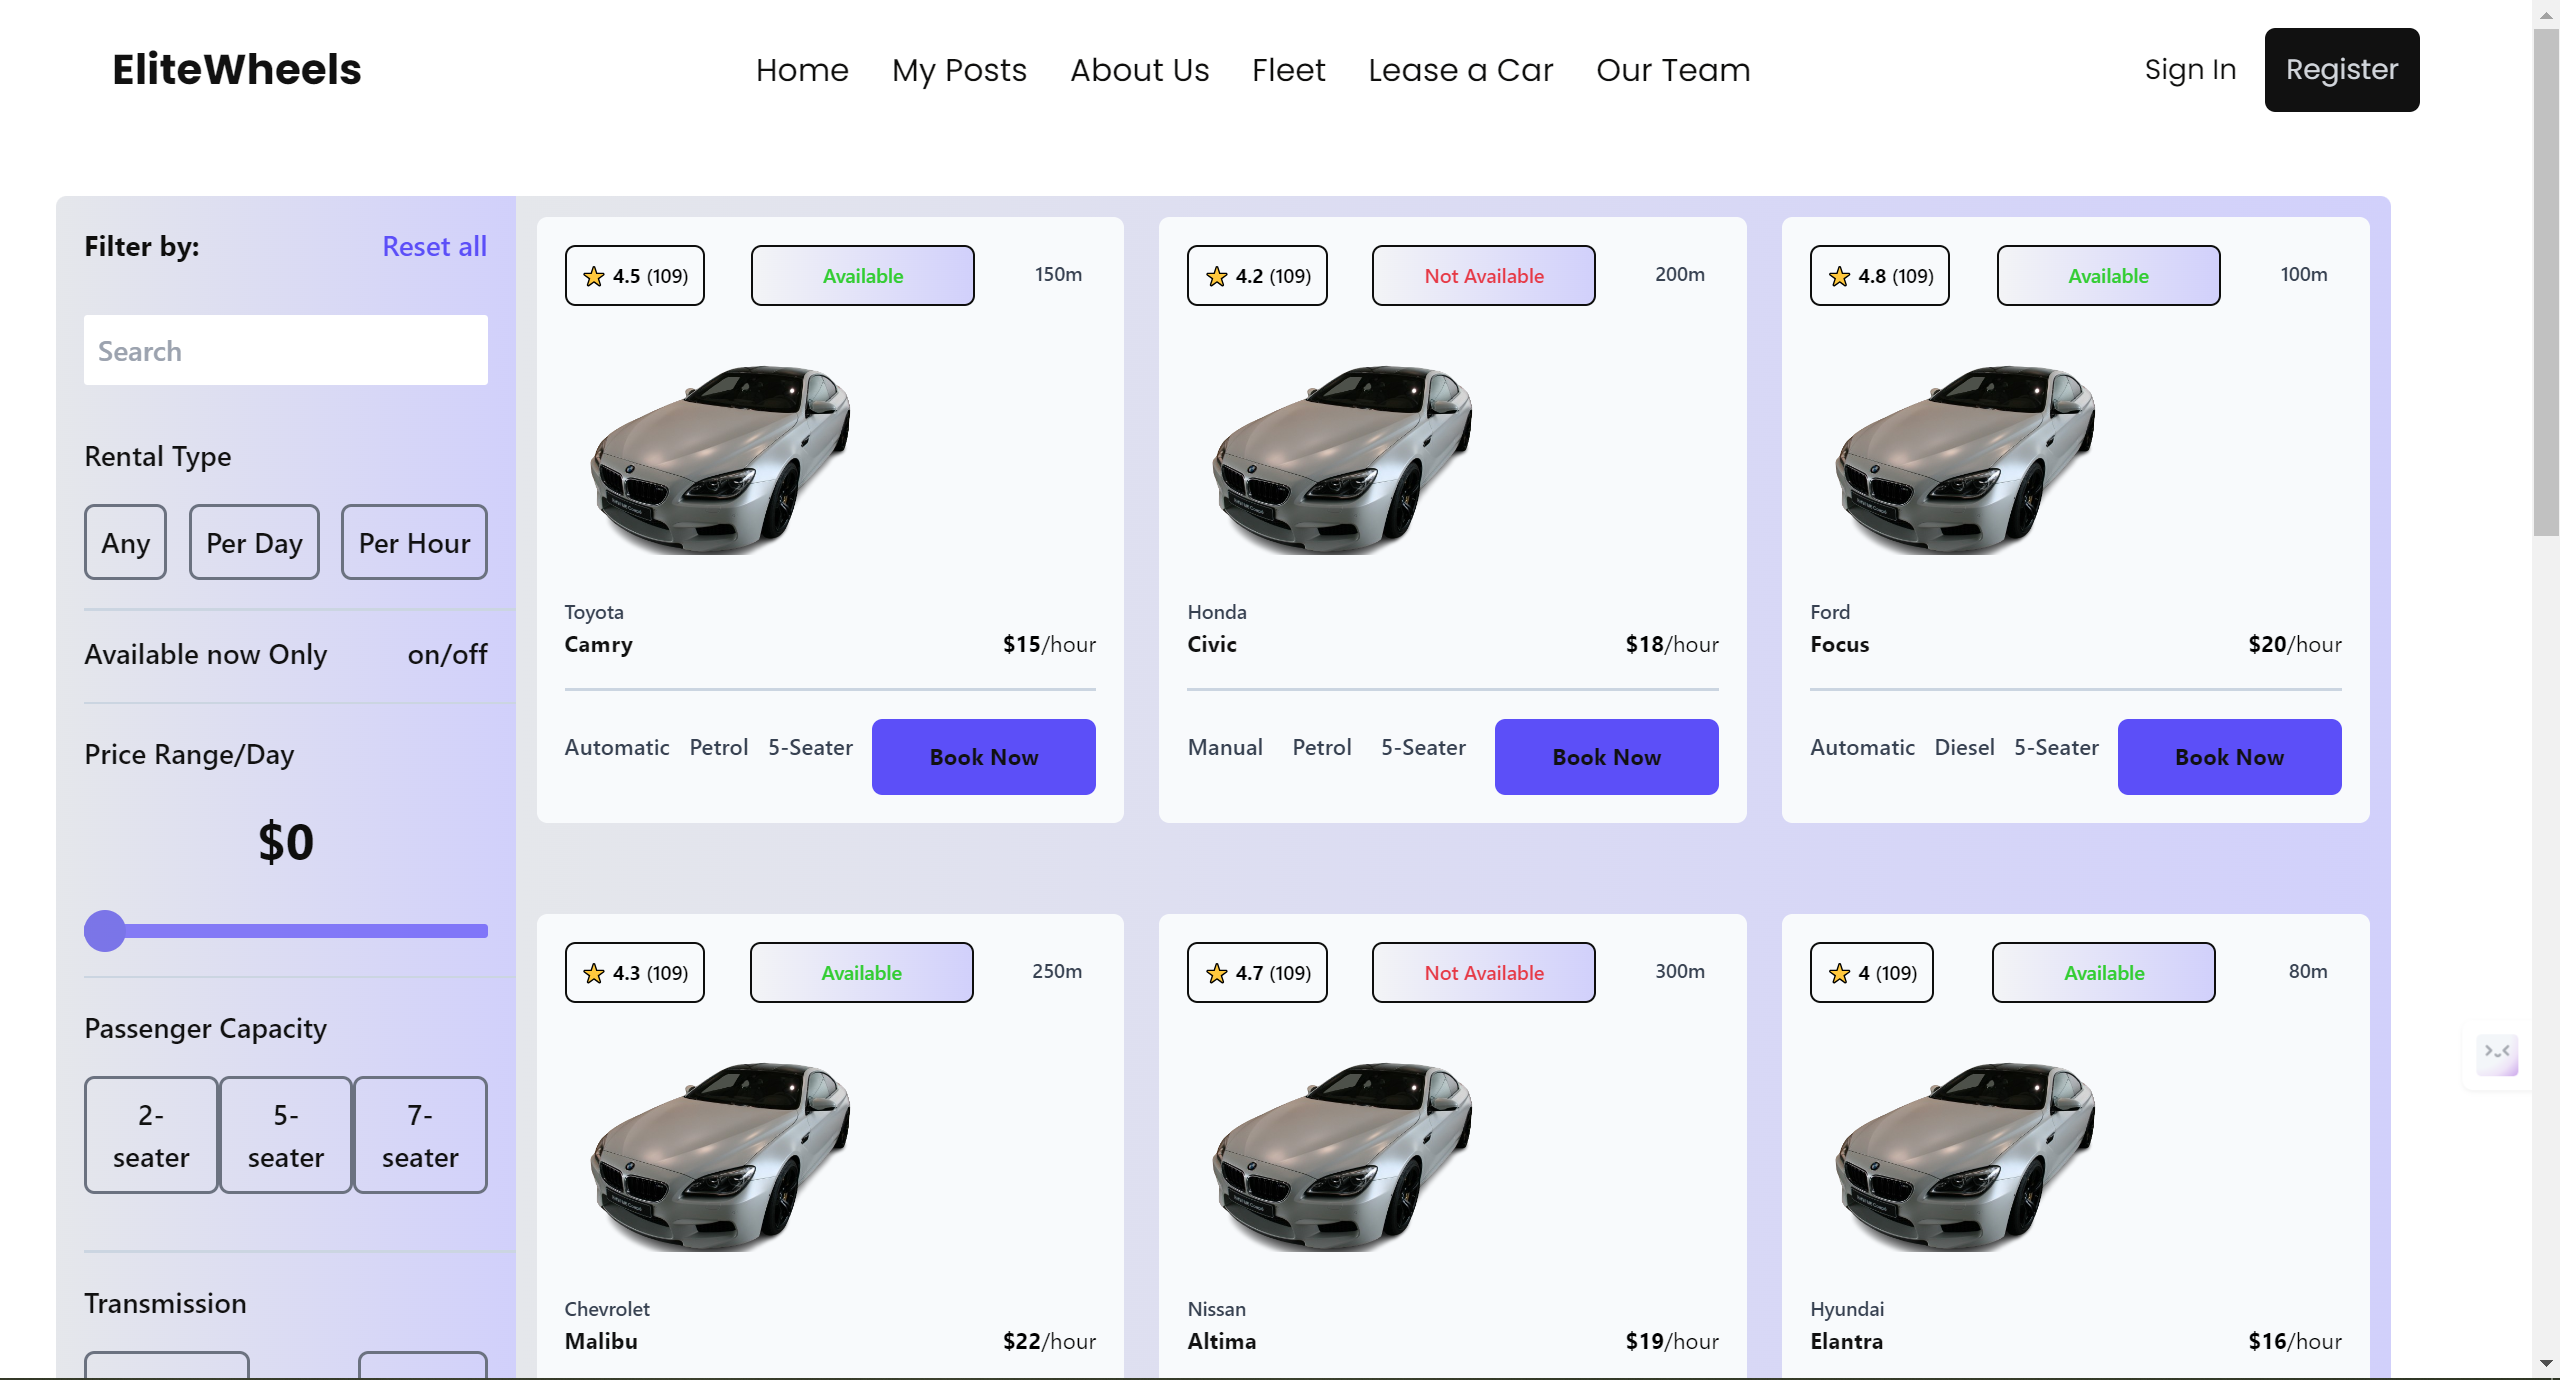 EliteWheels
Home My Posts About Us Fleet Lease a Car Our Team
Sign In Register
Filter by: Reset all
Search
Rental Type
Any Per Day Per Hour
Available now Only on/off
Price Range/Day
$0
Passenger Capacity
2-
seater
5-
seater
7-
seater
Transmission
4.5 (109) Available 150m
Toyota
Camry $15/hour
Automatic Petrol 5-Seater Book Now
4.2 (109) Not Available 200m
Honda
Civic $18/hour
Manual Petrol 5-Seater Book Now
4.8 (109) Available 100m
Ford
Focus $20/hour
Automatic Diesel 5-Seater Book Now
4.3 (109) Available 250m
Chevrolet
Malibu $22/hour
4.7 (109) Not Available 300m
Nissan
Altima $19/hour
4 (109) Available 80m
Hyundai
Elantra $16/hour